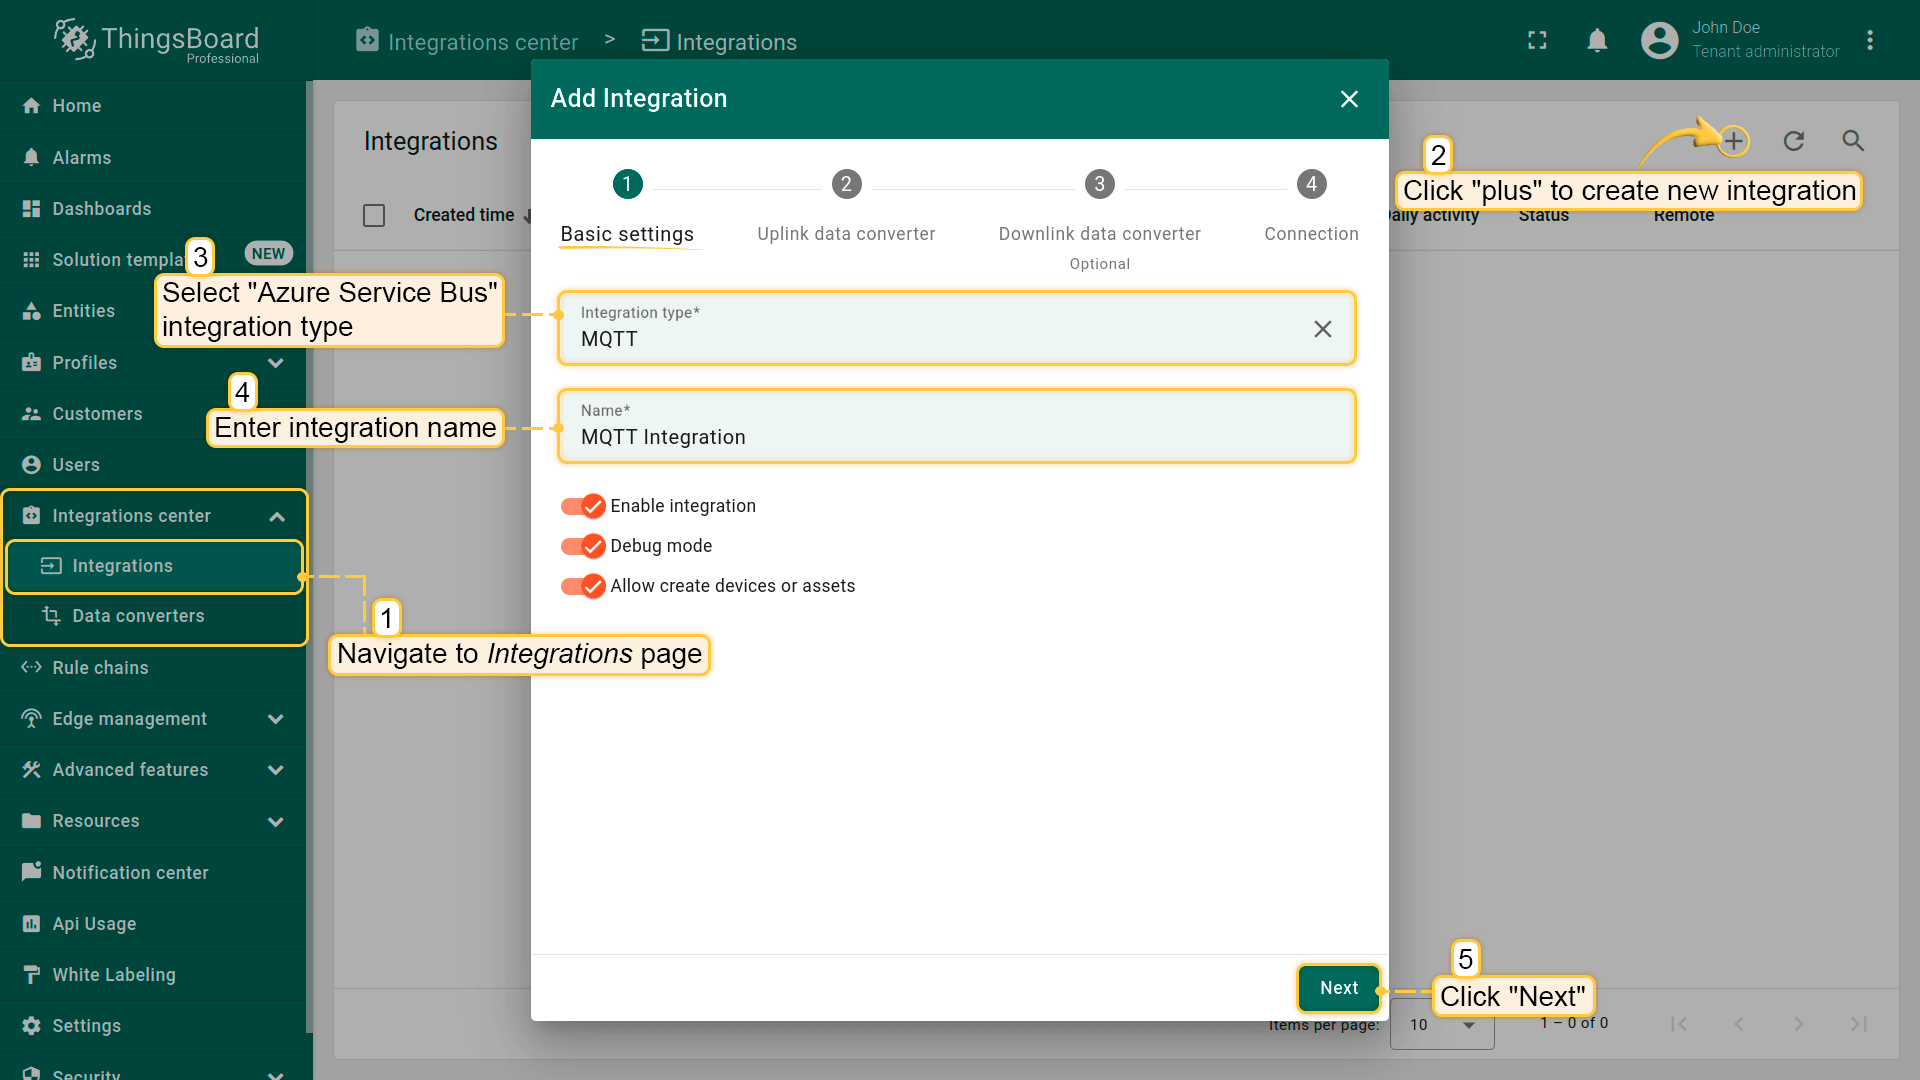 ThingsBoard
Professional
Integrations center > Integrations
John Doe
Tenant administrator
Home
Alarms
Dashboards
Solution templa
NEW
Entities
Profiles
Customers
Users
Integrations center
Integrations
Data converters
Rule chains
Edge management
Advanced features
Resources
Notification center
Api Usage
White Labeling
Settings
Security
Integrations
Created time
Daily activity
Status
Remote
Items per page:
10
1 – 0 of 0
Add Integration
1
2
3
4
Basic settings
Uplink data converter
Downlink data converter
Optional
Connection
Integration type*
MQTT
Name*
MQTT Integration
Enable integration
Debug mode
Allow create devices or assets
Next
1
Navigate to Integrations page
2
Click "plus" to create new integration
3
Select "Azure Service Bus"
integration type
4
Enter integration name
5
Click "Next"